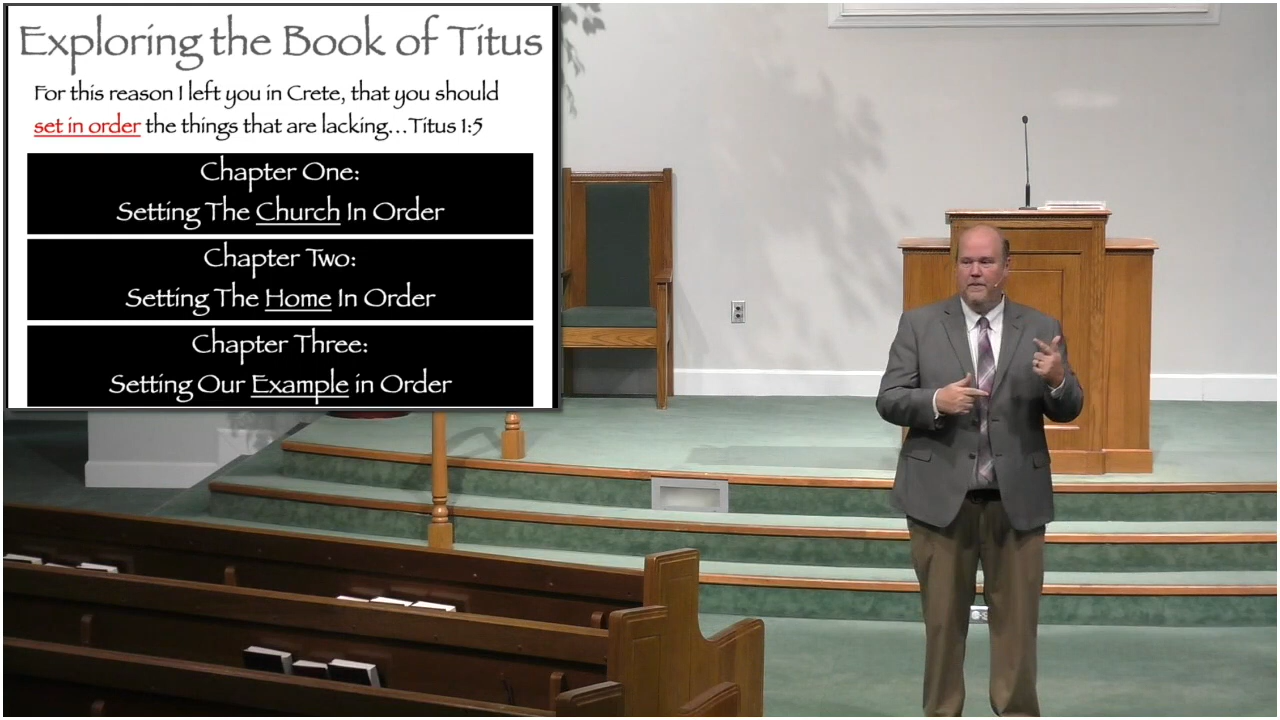 Exploring the Book of Titus
For this reason I left you in Crete, that you should
set in order the things that are lacking...Titus 1:5
Chapter One:
Setting The Church In Order
Chapter Two:
Setting The Home In Order
Chapter Three:
Setting Our Example in Order